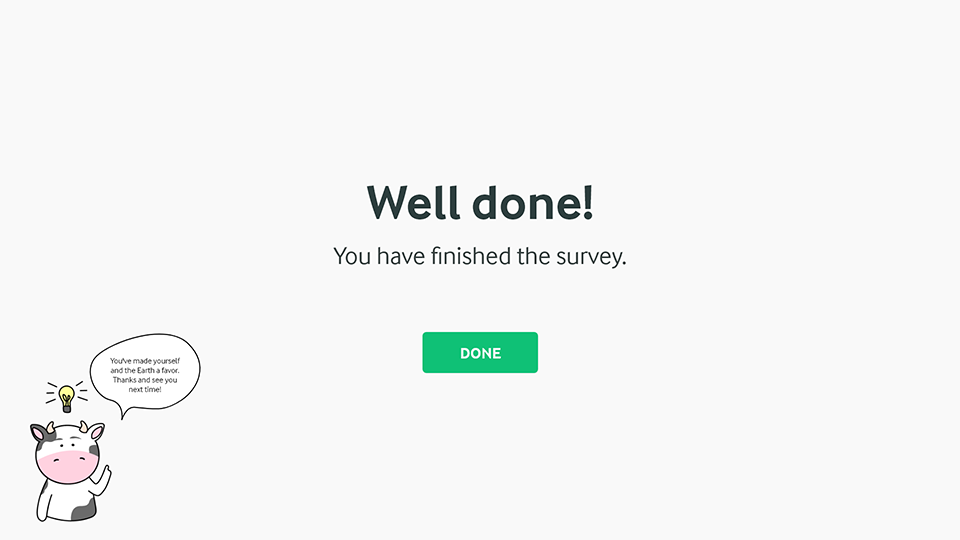 Well done!
You have finished the survey.
DONE
You've made yourself
and the Earth a favor.
Thanks and see you
next time!